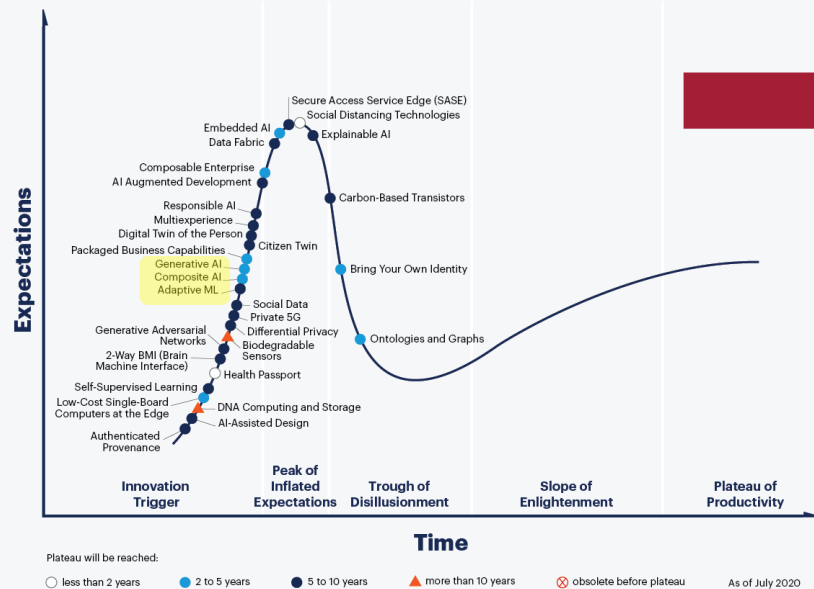 Secure Access Service Edge (SASE)
Social Distancing Technologies
Embedded AI
Explainable AI
Data Fabric
Composable Enterprise
AI Augmented Development
Carbon-Based Transistors
Responsible AI
Multiexperience
Digital Twin of the Person
Citizen Twin
Packaged Business Capabilities
Generative AI
Bring Your Own Identity
Composite AI
Adaptive ML
Social Data
Private 5G
Differential Privacy
Generative Adversarial
Networks
Ontologies and Graphs
Biodegradable
Sensors
2-Way BMI (Brain
Machine Interface)
Health Passport
Self-Supervised Learning
Low-Cost Single-Board
Computers at the Edge
DNA Computing and Storage
AI-Assisted Design
Authenticated
Provenance
Expectations
Innovation
Trigger
Peak of
Inflated
Expectations
Trough of
Disillusionment
Slope of
Enlightenment
Plateau of
Productivity
Time
Plateau will be reached:
less than 2 years
2 to 5 years
5 to 10 years
more than 10 years
obsolete before plateau
As of July 2020